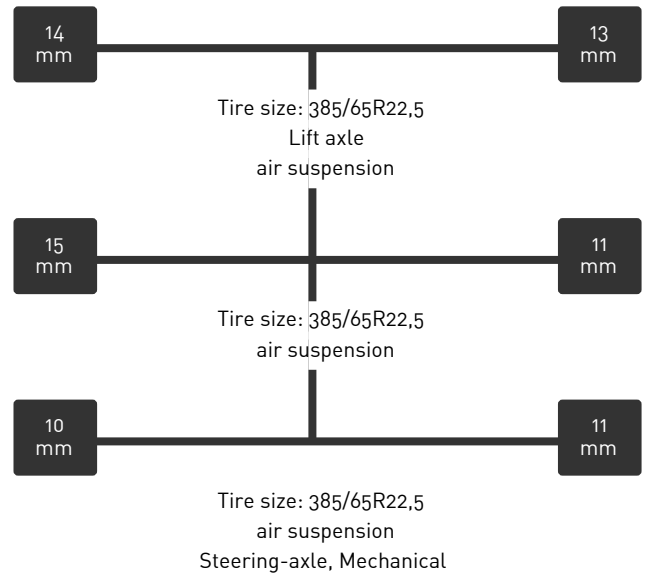 14
mm
13
mm
Tire size: 385/65R22,5
Lift axle
air suspension
15
mm
11
mm
Tire size: 385/65R22,5
air suspension
10
mm
11
mm
Tire size: 385/65R22,5
air suspension
Steering-axle, Mechanical